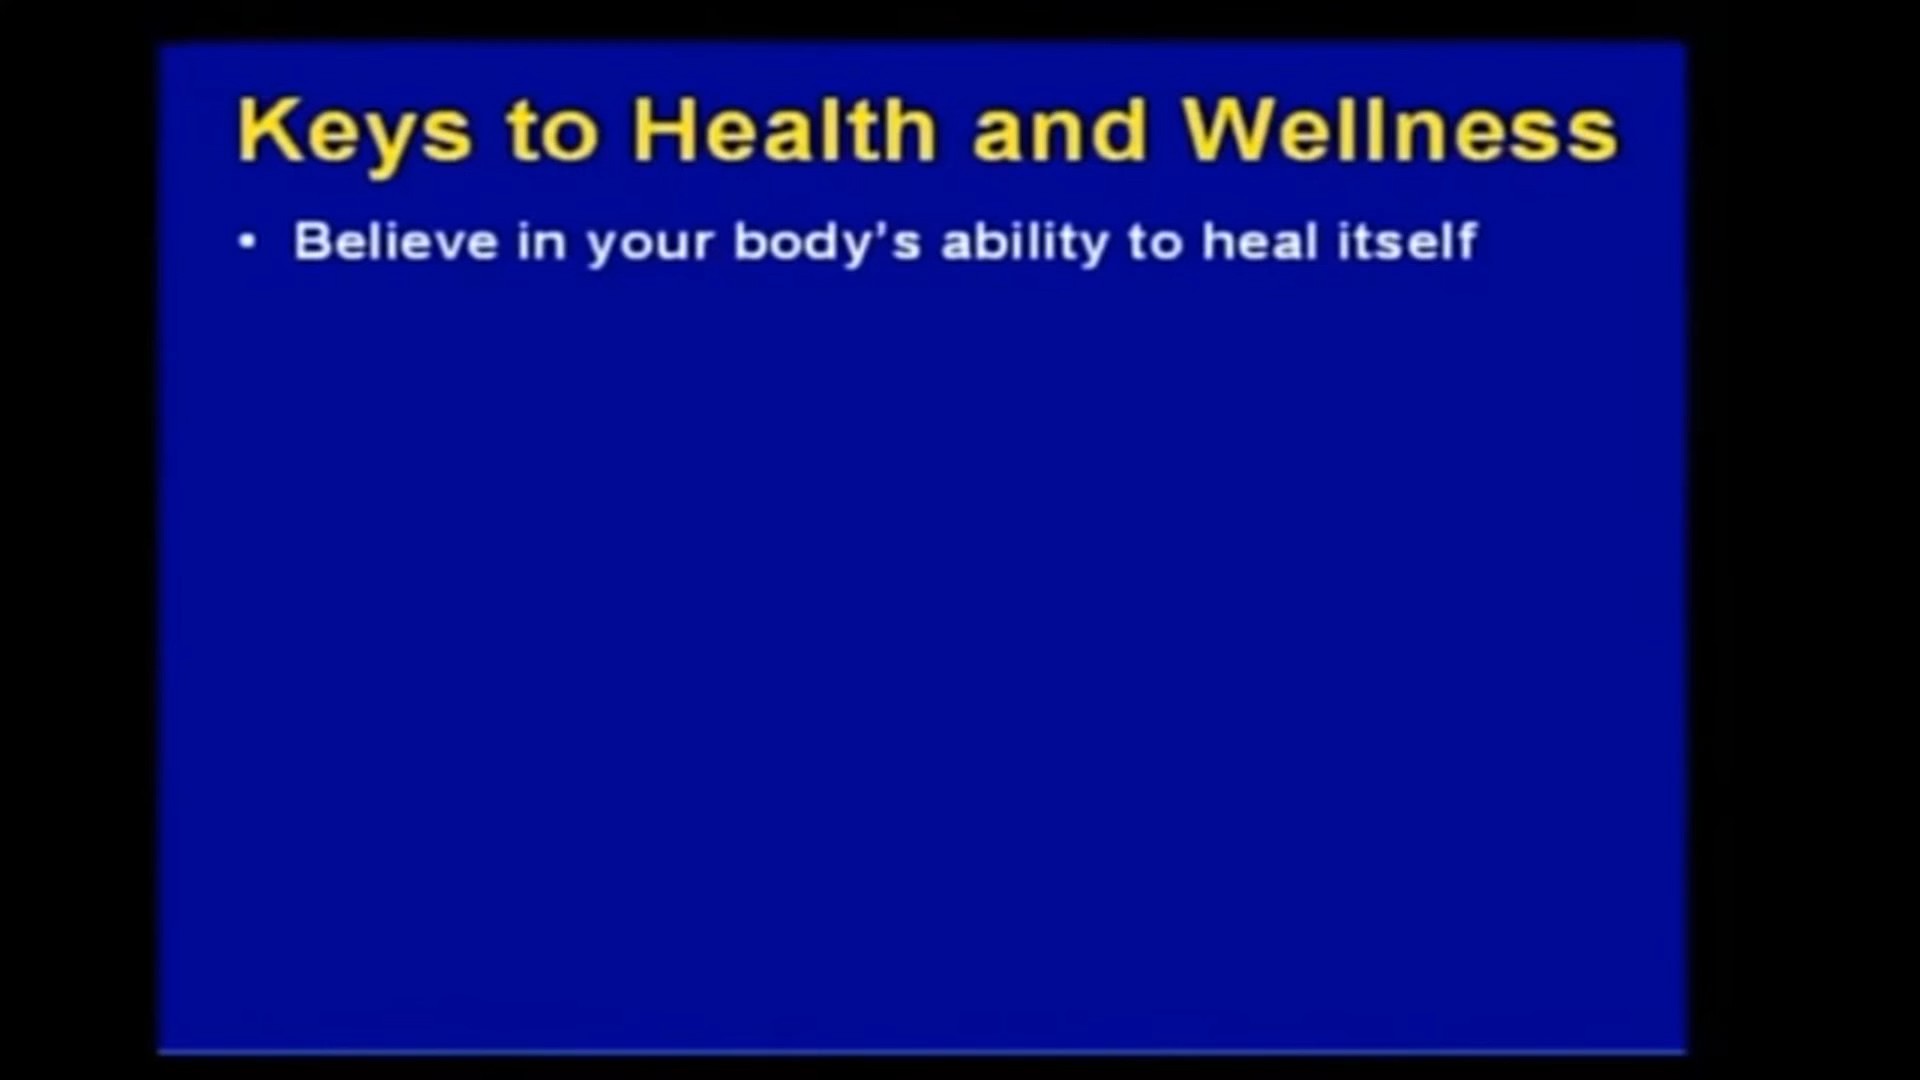 Keys to Health and Wellness
• Believe in your body's ability to heal itself